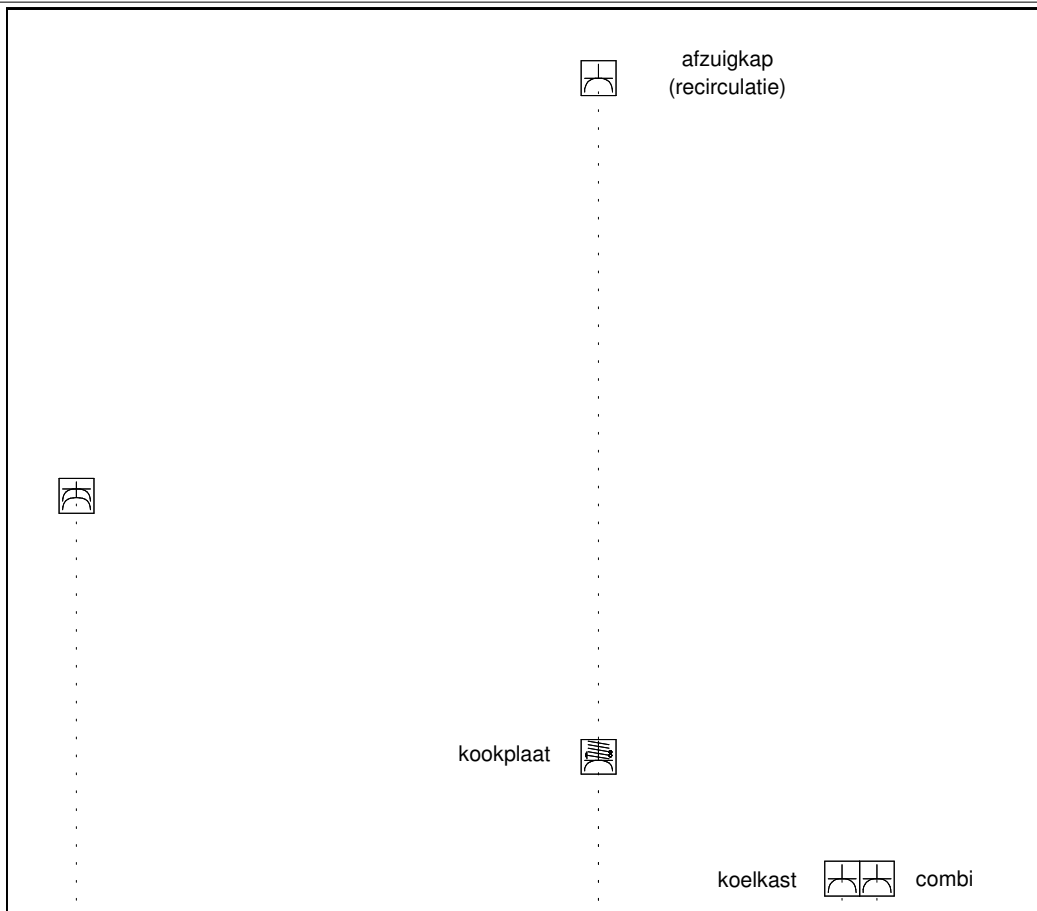 afzuigkap
(recirculatie)
kookplaat
koelkast
combi